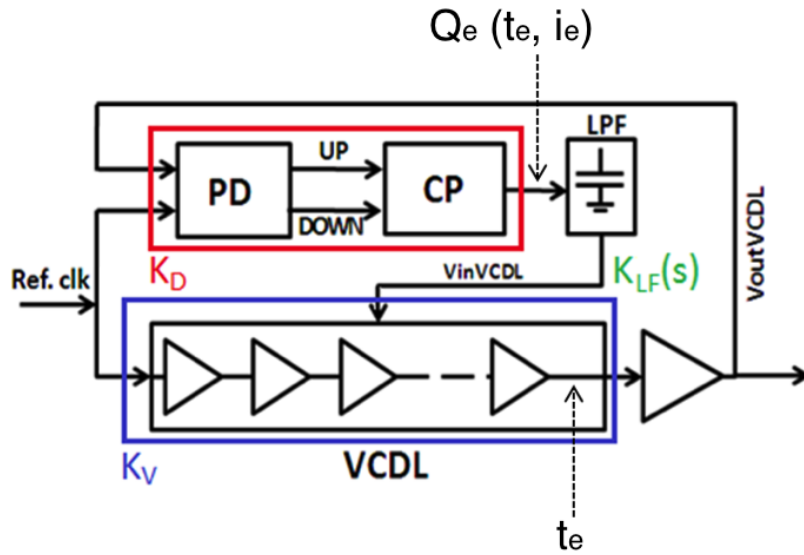 Qe (te, ie)
LPF
UP
PD
CP
DOWN
VoutVCDL
KD
VinVCDL
KLF(s)
Ref. clk
KV
VCDL
te